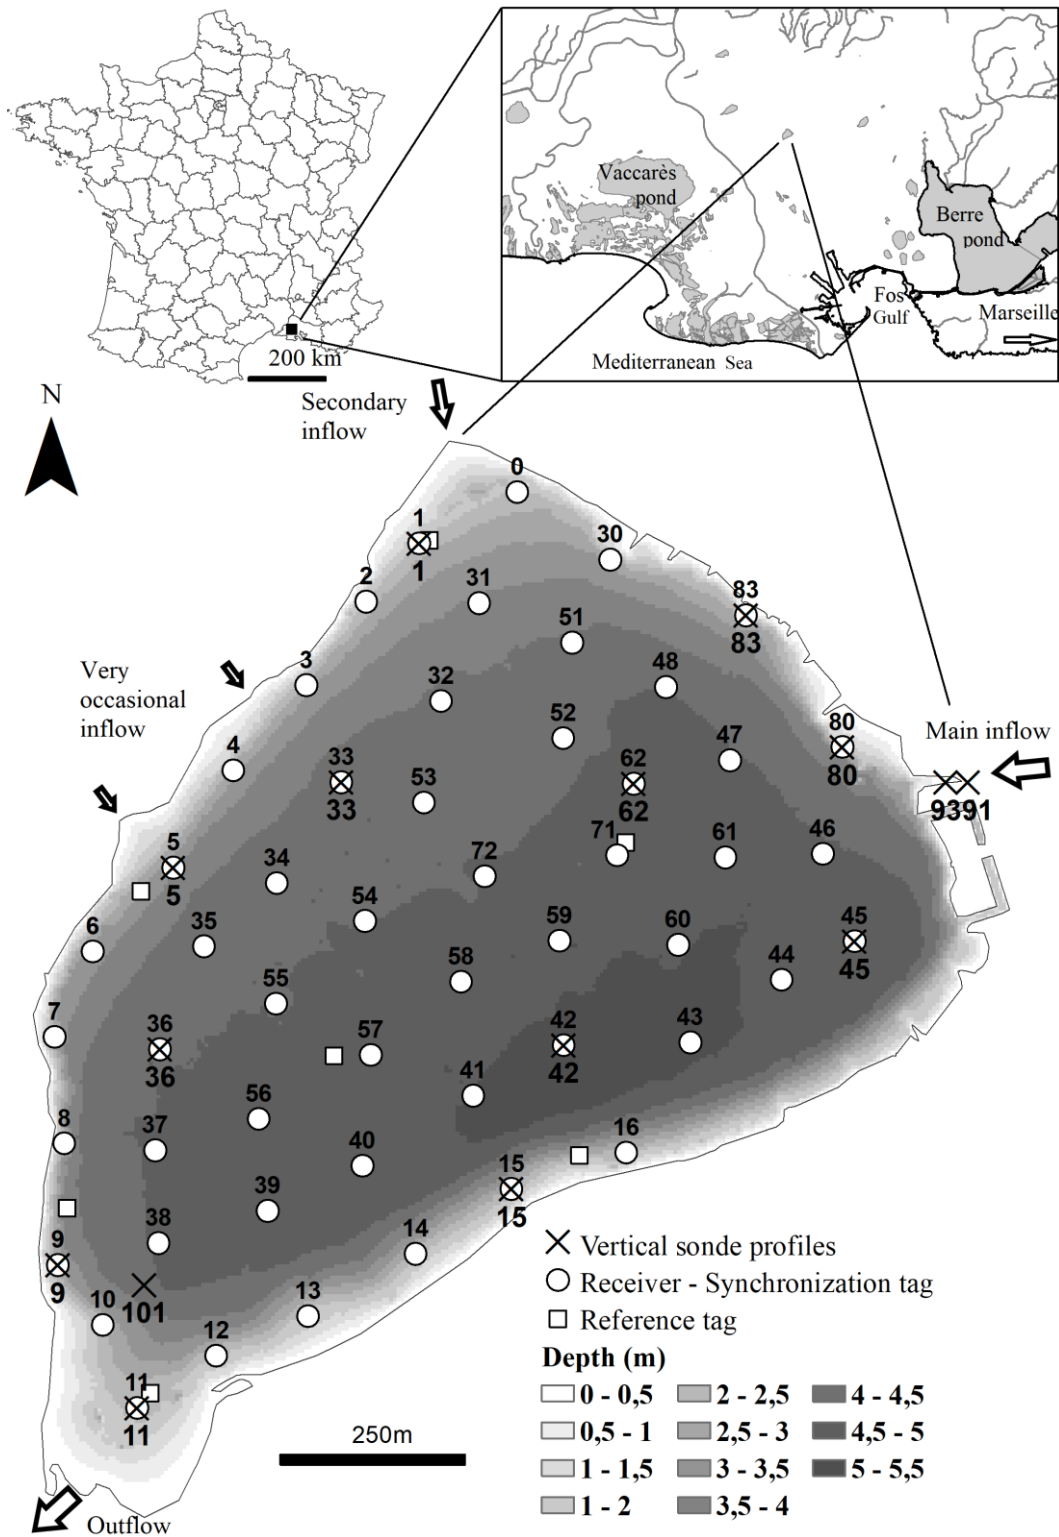 Vaccarès
pond
Berre
pond
Fos
Gulf
Marseille
Mediterranean Sea
200 km
N
Secondary
inflow
0
1
1
30
2
31
83
83
51
3
32
48
Very
occasional
inflow
52
47
80
80
Main inflow
4
33
33
53
62
62
93
91
5
5
34
72
71
61
46
6
35
54
59
60
45
45
7
55
58
44
36
36
57
42
42
43
8
37
56
41
16
40
9
9
38
39
15
15
14
10
101
13
12
11
11
Vertical sonde profiles
Receiver - Synchronization tag
Reference tag
Depth (m)
0 - 0,5
0,5 - 1
1 - 1,5
1 - 2
2 - 2,5
2,5 - 3
3 - 3,5
3,5 - 4
4 - 4,5
4,5 - 5
5 - 5,5
250m
Outflow